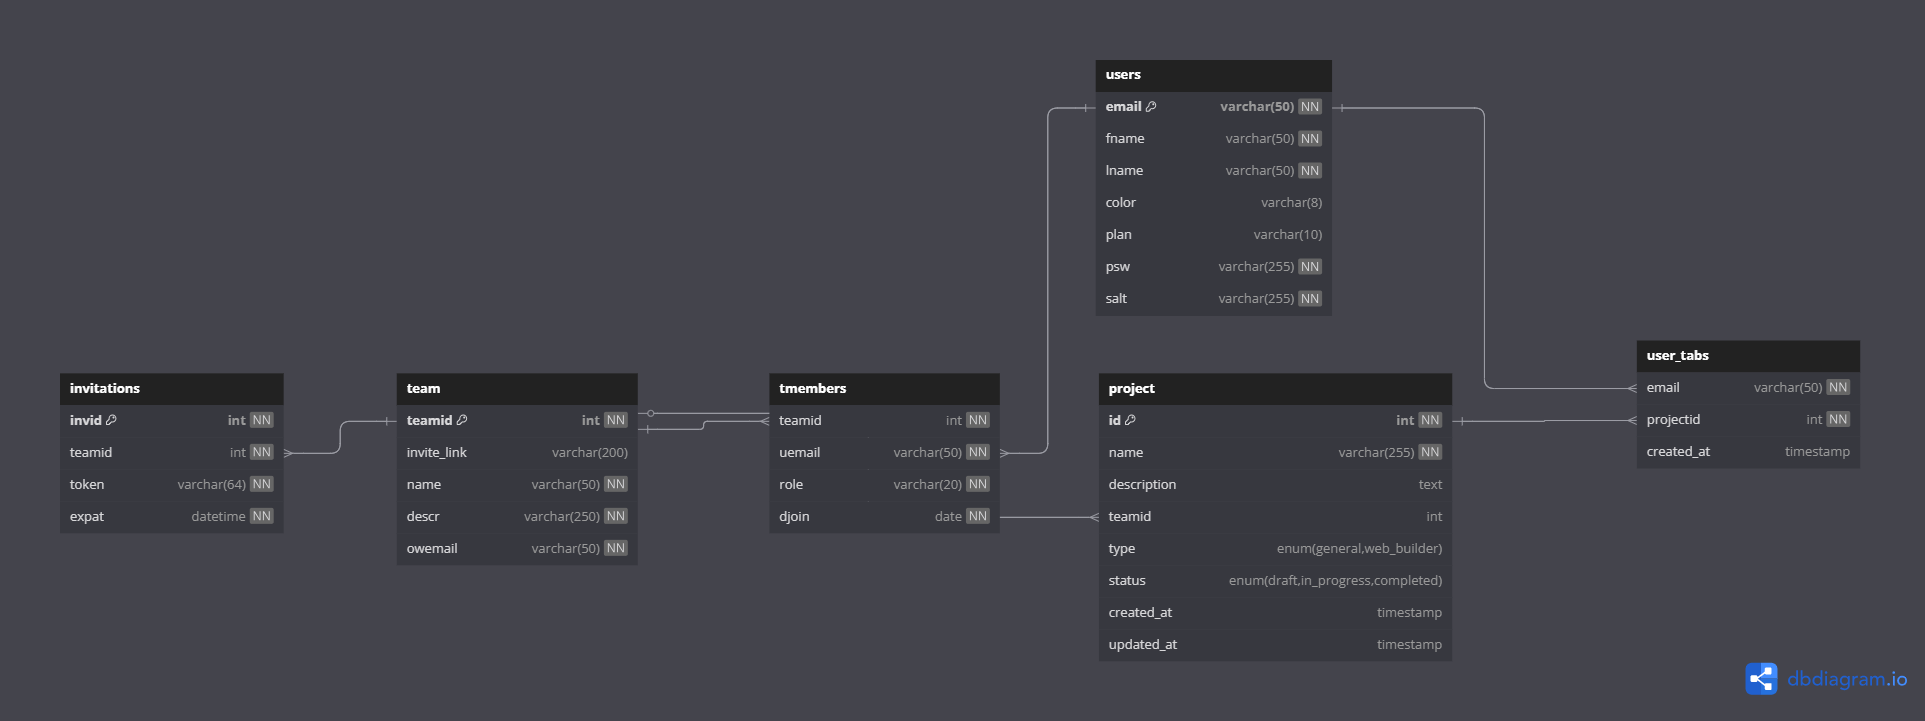 users
email varchar(50) NN
fname varchar(50) NN
lname varchar(50) NN
color varchar(8)
plan varchar(10)
psw varchar(255) NN
salt varchar(255) NN
invitations
invid int NN
teamid int NN
token varchar(64) NN
expat datetime NN
team
teamid int NN
invite_link varchar(200)
name varchar(50) NN
descr varchar(250) NN
owemail varchar(50) NN
tmembers
teamid int NN
uemail varchar(50) NN
role varchar(20) NN
djoin date NN
project
id int NN
name varchar(255) NN
description text
teamid int
type enum(general,web_builder)
status enum(draft,in_progress,completed)
created_at timestamp
updated_at timestamp
user_tabs
email varchar(50) NN
projectid int NN
created_at timestamp
dbdiagram.io